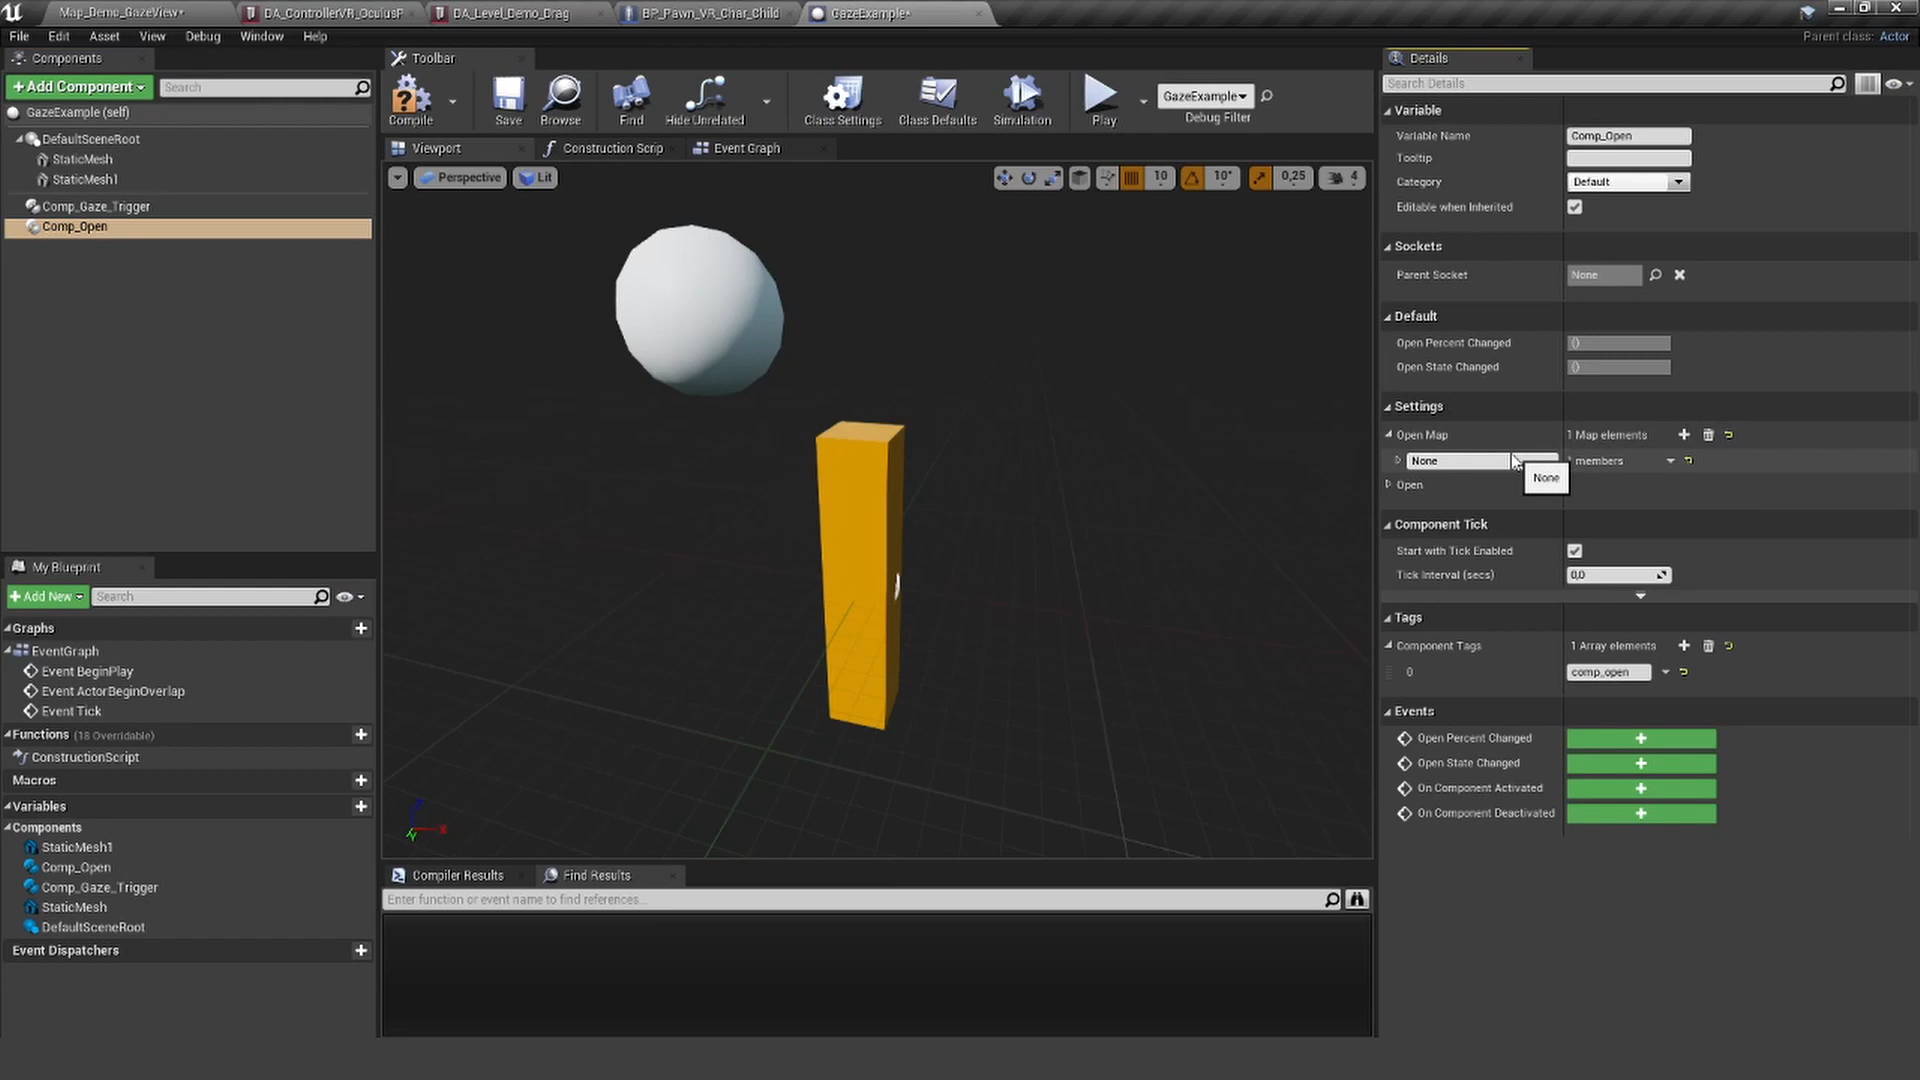 Map_Demo_GazeView*
DA_ControllerVR_OculusP
DA_Level_Demo_Drag
BP_Pawn_VR_Char_Child
GazeExample*
File Edit Asset View Debug Window Help
Parent class: Actor
Components
+ Add Component
Search
GazeExample (self)
DefaultSceneRoot
StaticMesh
StaticMesh1
Comp_Gaze_Trigger
Comp_Open
Toolbar
Compile
Save
Browse
Find
Hide Unrelated
Class Settings
Class Defaults
Simulation
Play
GazeExample
Debug Filter
Viewport
Construction Scrip
Event Graph
Perspective
Lit
10
10°
0,25
4
Z
X
Y
My Blueprint
+ Add New
Search
Graphs
EventGraph
Event BeginPlay
Event ActorBeginOverlap
Event Tick
Functions (18 Overridable)
ConstructionScript
Macros
Variables
Components
StaticMesh1
Comp_Open
Comp_Gaze_Trigger
StaticMesh
DefaultSceneRoot
Event Dispatchers
Compiler Results
Find Results
Enter function or event name to find references...
Details
Search Details
Variable
Variable Name Comp_Open
Tooltip
Category Default
Editable when Inherited
Sockets
Parent Socket None
Default
Open Percent Changed ()
Open State Changed ()
Settings
Open Map 1 Map elements
None members
None
Open
Component Tick
Start with Tick Enabled
Tick Interval (secs) 0,0
Tags
Component Tags 1 Array elements
0 comp_open
Events
Open Percent Changed +
Open State Changed +
On Component Activated +
On Component Deactivated +